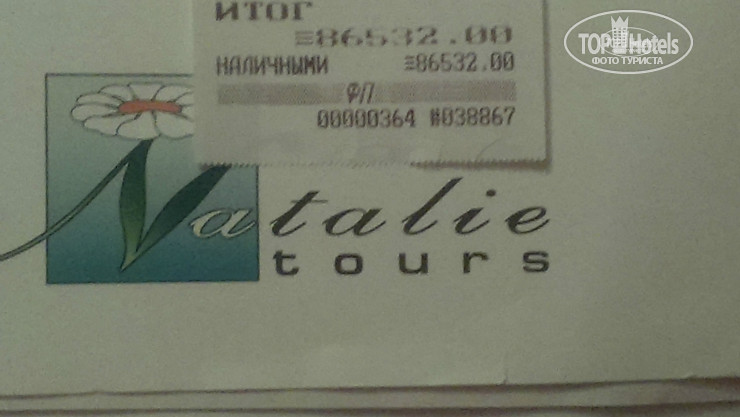 ИТОГ
≡86532.00
НАЛИЧНЫМИ ≡86532.00
ФП
00000364 #038867
Natalie
tours
TOP Hotels
ФОТО ТУРИСТА